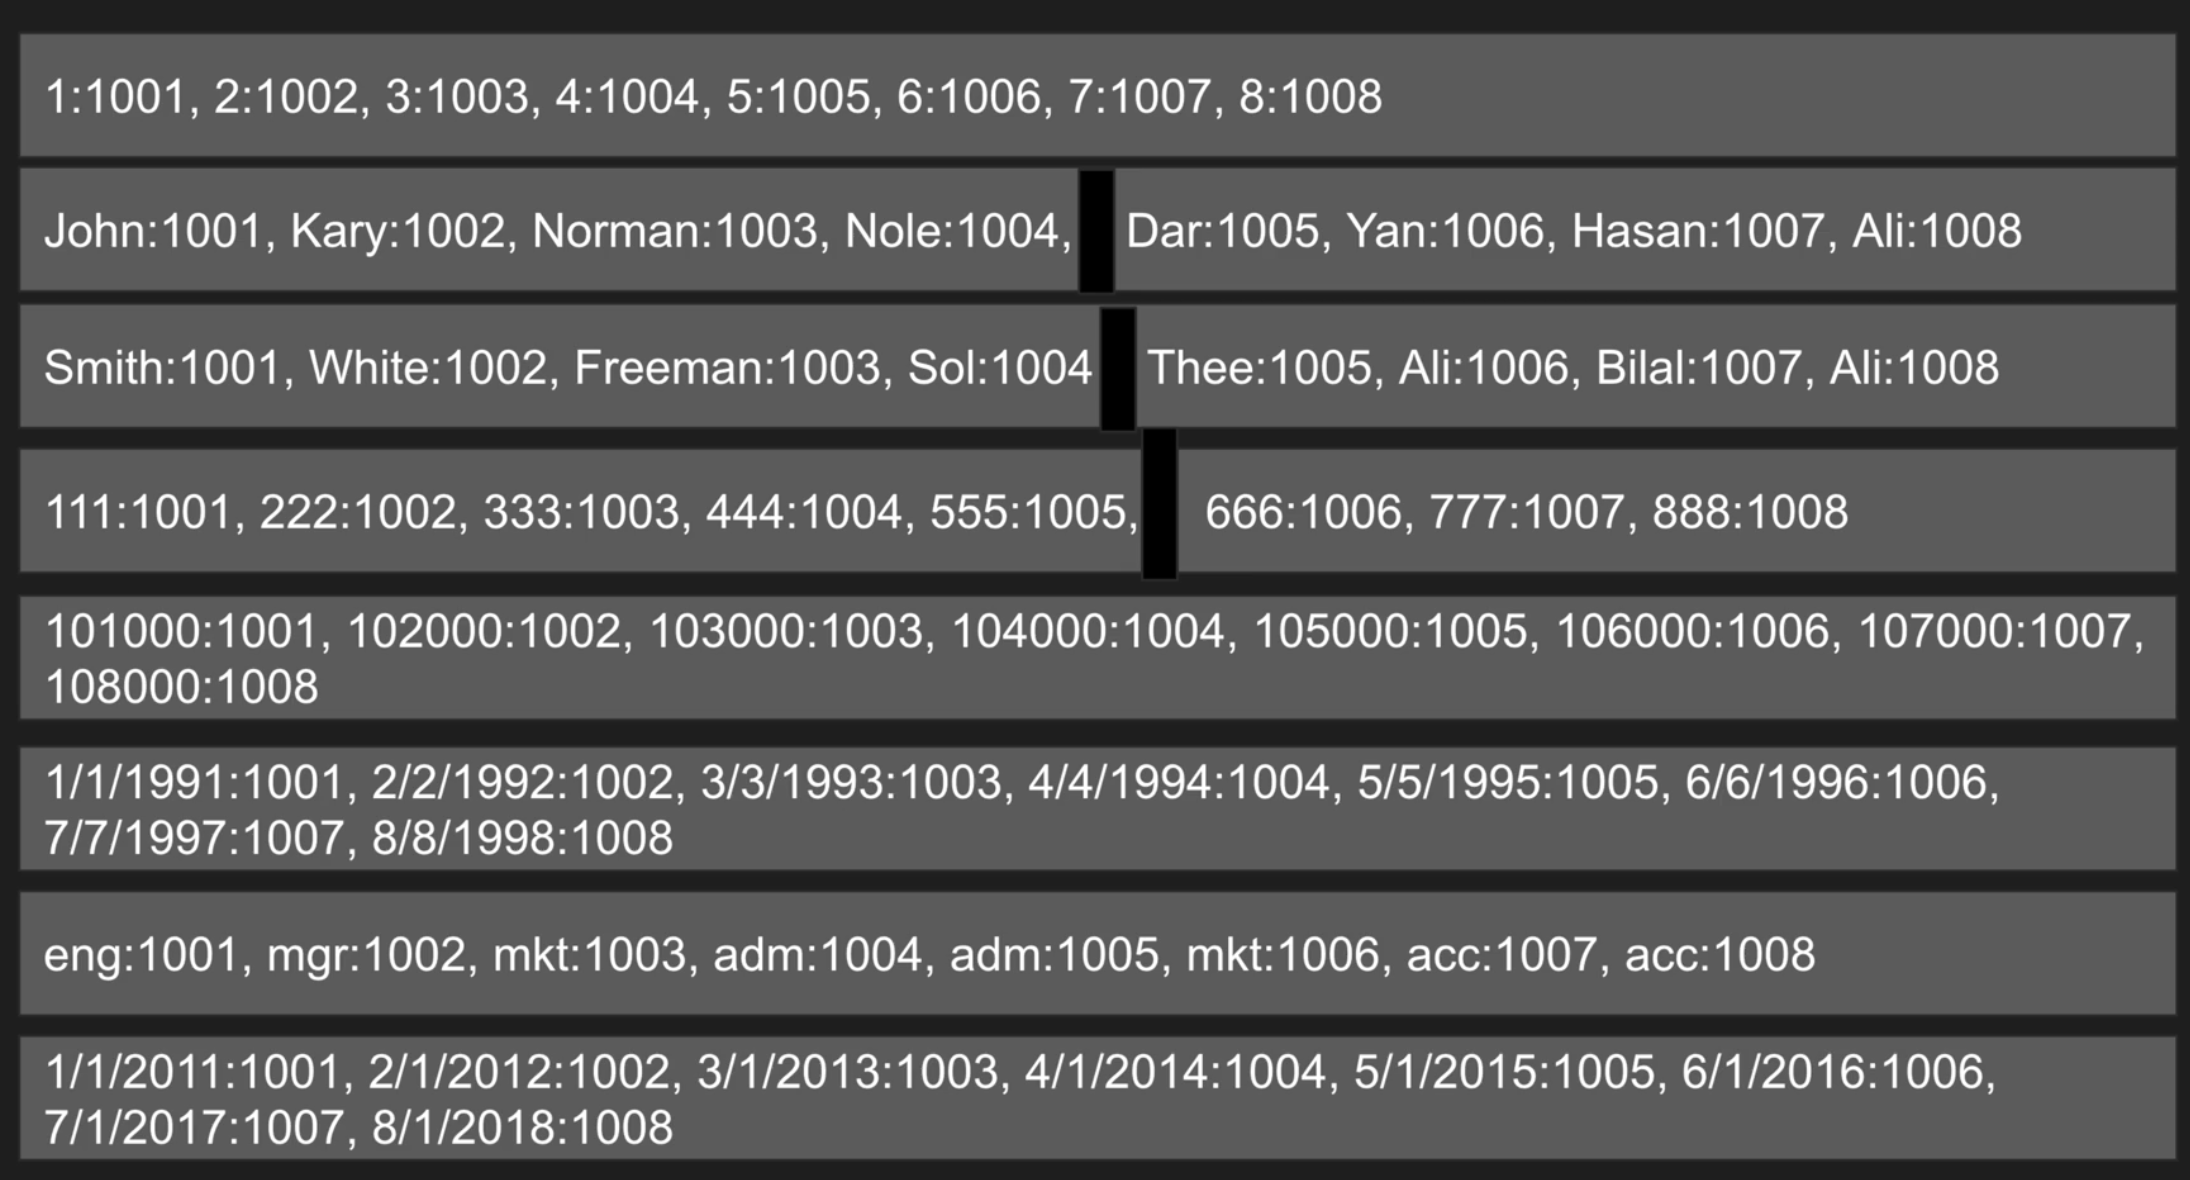 1:1001, 2:1002, 3:1003, 4:1004, 5:1005, 6:1006, 7:1007, 8:1008
John:1001, Kary:1002, Norman:1003, Nole:1004, Dar:1005, Yan:1006, Hasan:1007, Ali:1008
Smith:1001, White:1002, Freeman:1003, Sol:1004 Thee:1005, Ali:1006, Bilal:1007, Ali:1008
111:1001, 222:1002, 333:1003, 444:1004, 555:1005, 666:1006, 777:1007, 888:1008
101000:1001, 102000:1002, 103000:1003, 104000:1004, 105000:1005, 106000:1006, 107000:1007,
108000:1008
1/1/1991:1001, 2/2/1992:1002, 3/3/1993:1003, 4/4/1994:1004, 5/5/1995:1005, 6/6/1996:1006,
7/7/1997:1007, 8/8/1998:1008
eng:1001, mgr:1002, mkt:1003, adm:1004, adm:1005, mkt:1006, acc:1007, acc:1008
1/1/2011:1001, 2/1/2012:1002, 3/1/2013:1003, 4/1/2014:1004, 5/1/2015:1005, 6/1/2016:1006,
7/1/2017:1007, 8/1/2018:1008